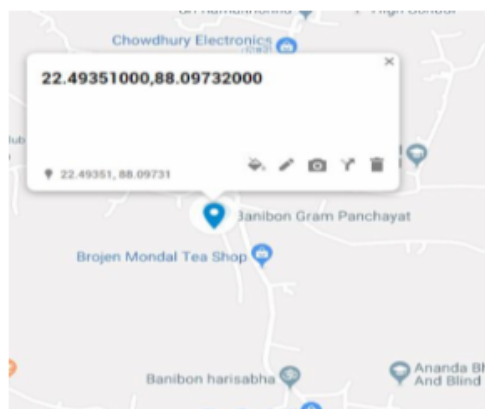 Chowdhury Electronics
22.49351000,88.09732000
22.49351, 88.09731
Banibon Gram Panchayat
Brojen Mondal Tea Shop
Ananda
And Blind
Banibon harisabha